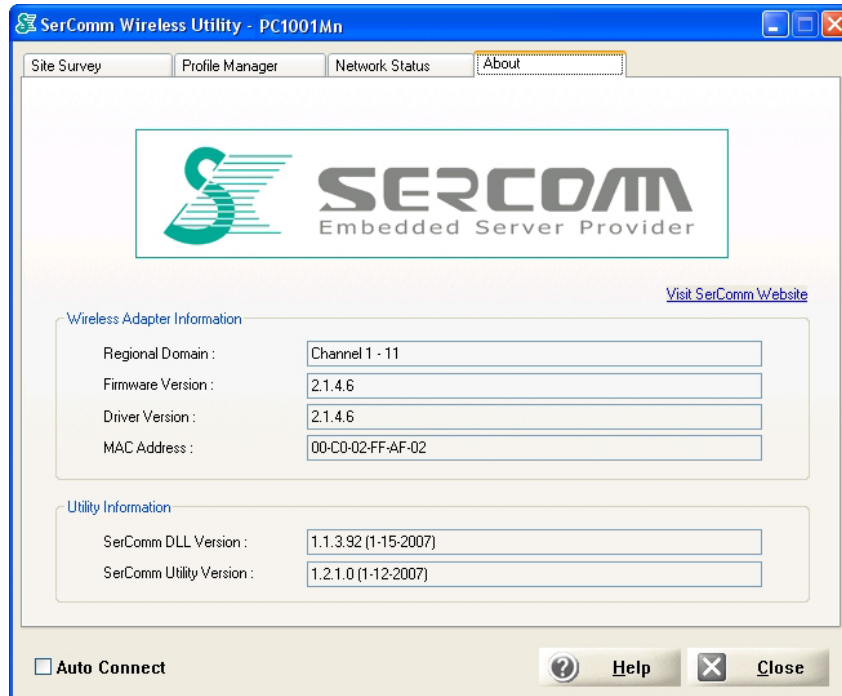 SerComm Wireless Utility - PC1001Mn
Site Survey Profile Manager Network Status About
SERCOMM
Embedded Server Provider
Visit SerComm Website
Wireless Adapter Information
Regional Domain : Channel 1 - 11
Firmware Version : 2.1.4.6
Driver Version : 2.1.4.6
MAC Address : 00-C0-02-FF-AF-02
Utility Information
SerComm DLL Version : 1.1.3.92 (1-15-2007)
SerComm Utility Version : 1.2.1.0 (1-12-2007)
Auto Connect Help Close